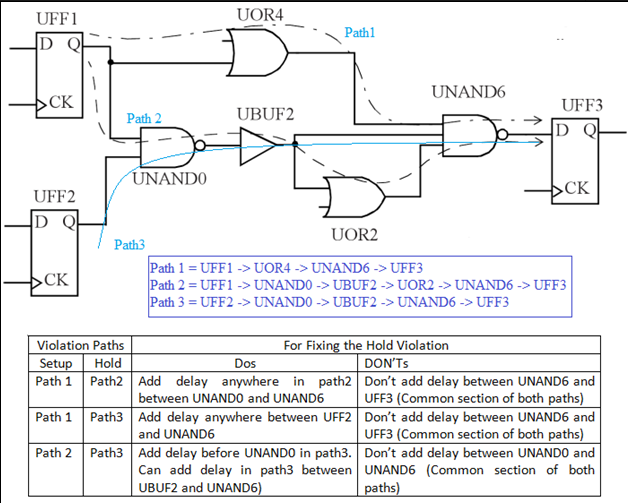 UFF1
UOR4
Path1
D Q
CK
UNAND6
UFF3
Path 2
UBUF2
D Q
UNAND0
CK
UFF2
D Q
UOR2
Path3
CK
Path 1 = UFF1 -> UOR4 -> UNAND6 -> UFF3
Path 2 = UFF1 -> UNAND0 -> UBUF2 -> UOR2 -> UNAND6 -> UFF3
Path 3 = UFF2 -> UNAND0 -> UBUF2 -> UNAND6 -> UFF3
Violation Paths For Fixing the Hold Violation
Setup Hold Dos DON'Ts
Path 1 Path2 Add delay anywhere in path2 Don't add delay between UNAND6 and
between UNAND0 and UNAND6 UFF3 (Common section of both paths)
Path 1 Path3 Add delay anywhere between UFF2 Don't add delay between UNAND6 and
and UNAND6 UFF3 (Common section of both paths)
Path 2 Path3 Add delay before UNAND0 in path3. Don't add delay between UNAND0 and
Can add delay in path3 between UNAND6 (Common section of both
UBUF2 and UNAND6) paths)